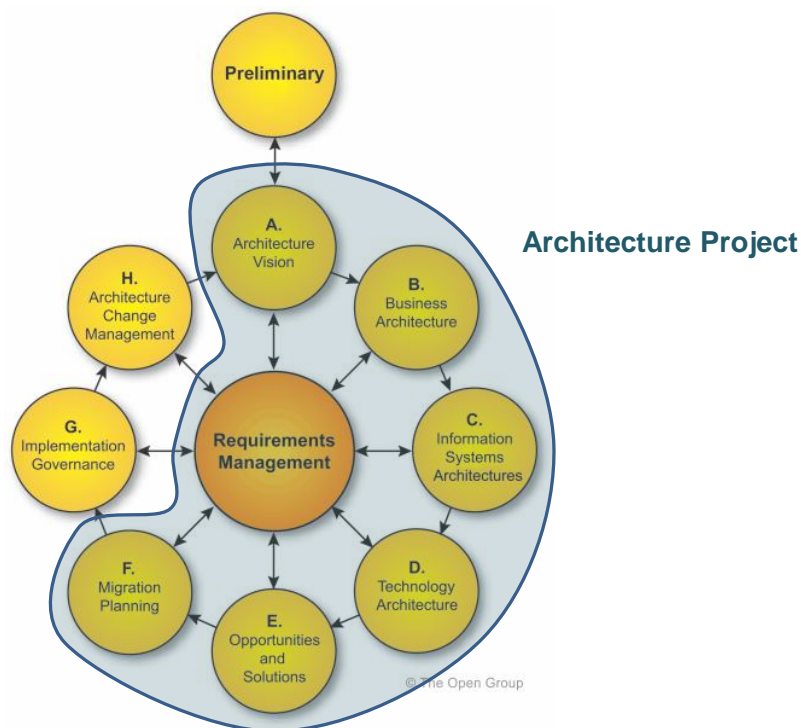 Preliminary
A.
Architecture
Vision
Architecture Project
H.
Architecture
Change
Management
B.
Business
Architecture
G.
Implementation
Governance
Requirements
Management
C.
Information
Systems
Architectures
F.
Migration
Planning
D.
Technology
Architecture
E.
Opportunities
and
Solutions
© The Open Group